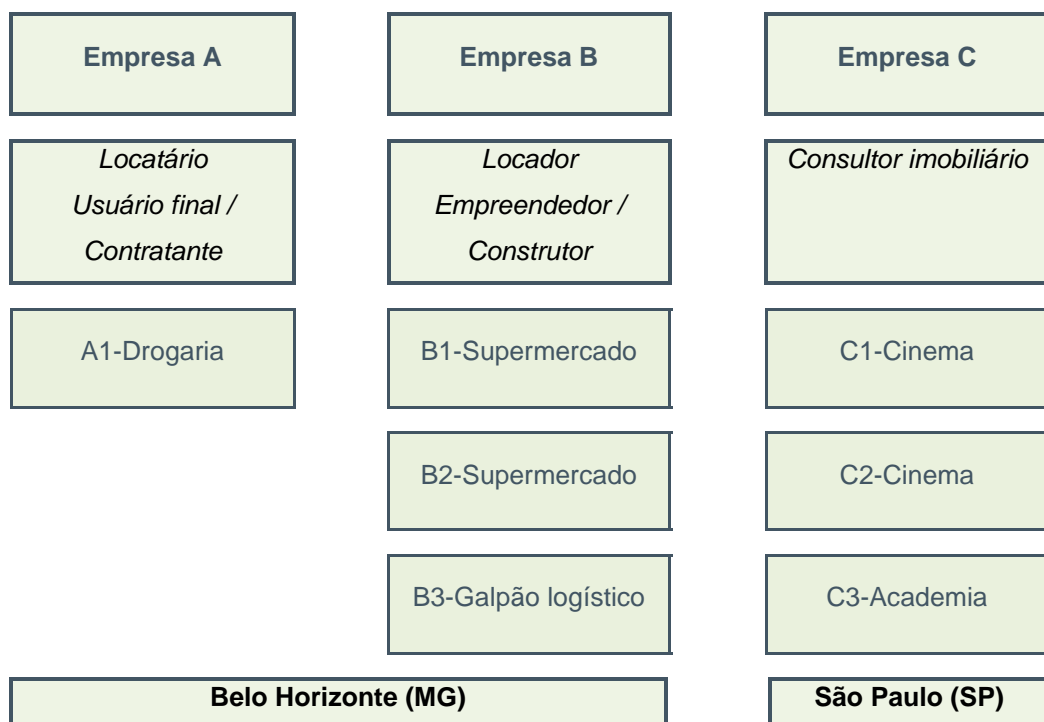 Empresa A
Empresa B
Empresa C
Locatário
Usuário final /
Contratante
Locador
Empreendedor /
Construtor
Consultor imobiliário
A1-Drogaria
B1-Supermercado
C1-Cinema
B2-Supermercado
C2-Cinema
B3-Galpão logístico
C3-Academia
Belo Horizonte (MG)
São Paulo (SP)